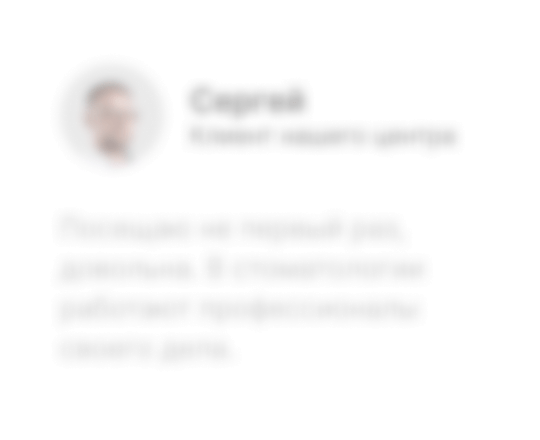 Сергей
Клиент нашего центра
Посещаю не первый раз,
довольна. В стоматологии
работают профессионалы
своего дела.